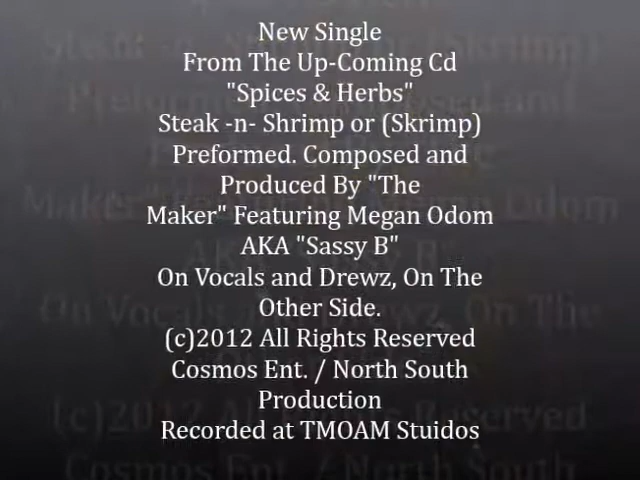 New Single
From The Up-Coming Cd
"Spices & Herbs"
Steak -n- Shrimp or (Skrimp)
Preformed. Composed and
Produced By "The
Maker" Featuring Megan Odom
AKA "Sassy B"
On Vocals and Drewz, On The
Other Side.
(c)2012 All Rights Reserved
Cosmos Ent. / North South
Production
Recorded at TMOAM Stuidos